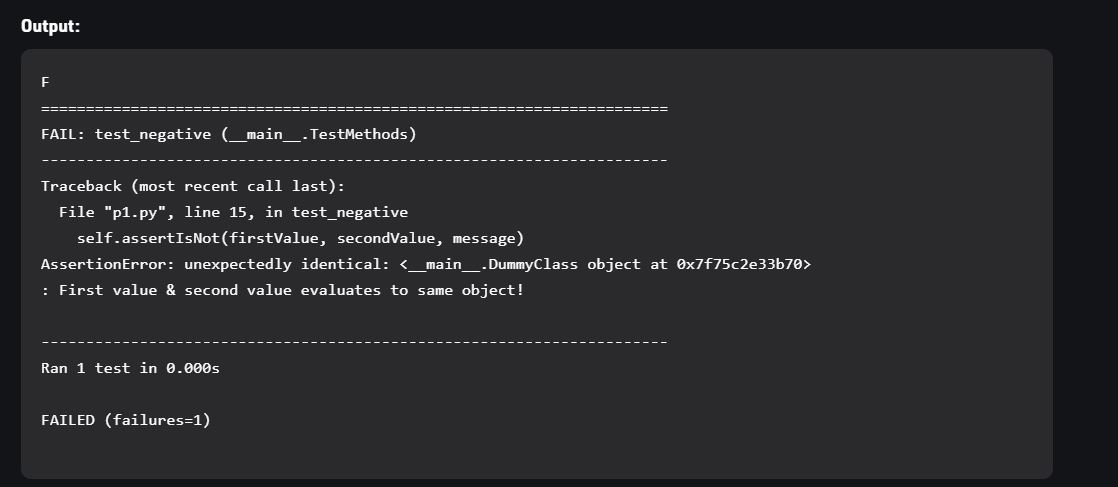 Output:
F
======================================================================
FAIL: test_negative (__main__.TestMethods)
----------------------------------------------------------------------
Traceback (most recent call last):
  File "p1.py", line 15, in test_negative
    self.assertIsNot(firstValue, secondValue, message)
AssertionError: unexpectedly identical: <__main__.DummyClass object at 0x7f75c2e33b70>
: First value & second value evaluates to same object!
----------------------------------------------------------------------
Ran 1 test in 0.000s
FAILED (failures=1)